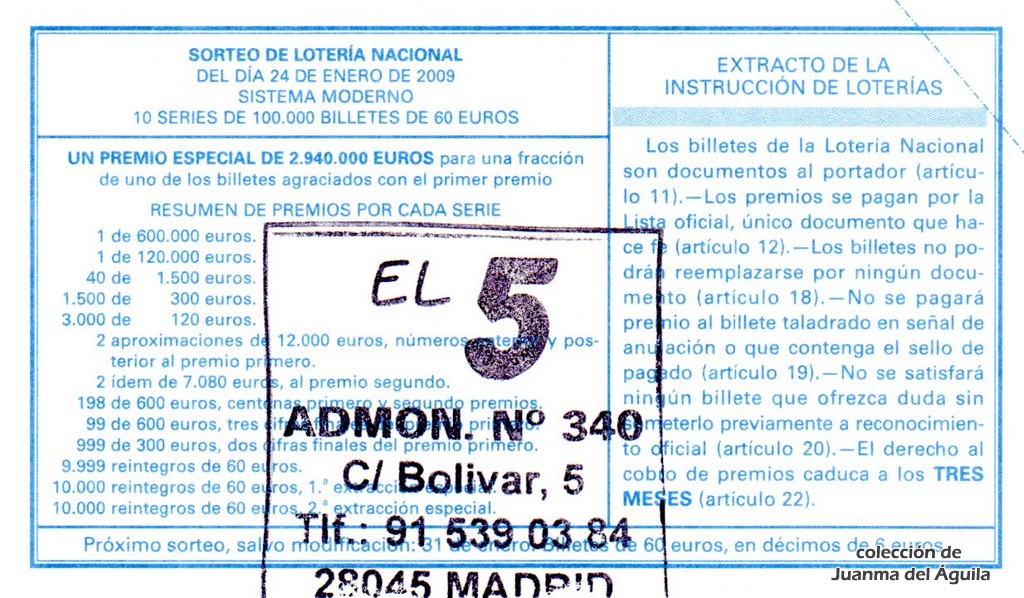 SORTEO DE LOTERÍA NACIONAL
DEL DÍA 24 DE ENERO DE 2009
SISTEMA MODERNO
10 SERIES DE 100.000 BILLETES DE 60 EUROS
UN PREMIO ESPECIAL DE 2.940.000 EUROS para una fracción
de uno de los billetes agraciados con el primer premio
RESUMEN DE PREMIOS POR CADA SERIE
1 de 600.000 euros.
1 de 120.000 euros.
40 de 1.500 euros.
1.500 de 300 euros.
3.000 de 120 euros.
2 aproximaciones de 12.000 euros, números anterior y pos-
terior al premio primero.
2 ídem de 7.080 euros, al premio segundo.
198 de 600 euros, centenas primero y segundo premios.
99 de 600 euros, tres cifras finales del premio primero.
999 de 300 euros, dos cifras finales del premio primero.
9.999 reintegros de 60 euros.
10.000 reintegros de 60 euros, 1.ª extracción especial.
10.000 reintegros de 60 euros, 2.ª extracción especial.
EXTRACTO DE LA
INSTRUCCIÓN DE LOTERÍAS
Los billetes de la Lotería Nacional
son documentos al portador (artícu-
lo 11).—Los premios se pagan por la
Lista oficial, único documento que ha-
ce fe (artículo 12).—Los billetes no po-
drán reemplazarse por ningún docu-
mento (artículo 18).—No se pagará
premio al billete taladrado en señal de
anulación o que contenga el sello de
pagado (artículo 19).—No se satisfará
ningún billete que ofrezca duda sin
someterlo previamente a reconocimien-
to oficial (artículo 20).—El derecho al
cobro de premios caduca a los TRES
MESES (artículo 22).
Próximo sorteo, salvo modificación: 31 de enero. Billetes de 60 euros, en décimos de 6 euros.
EL 5
ADMON. Nº 340
C/ Bolivar, 5
Tlf.: 91 539 03 84
28045 MADRID
colección de
Juanma del Águila